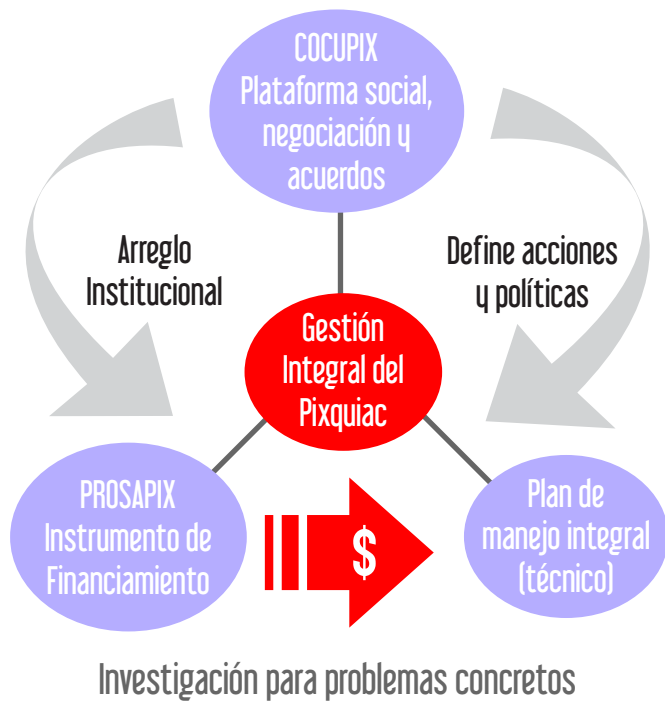 COCUPIX
Plataforma social,
negociación y
acuerdos
Arreglo
Institucional
Define acciones
y políticas
Gestión
Integral del
Pixquiac
PROSAPIX
Instrumento de
Financiamiento
$
Plan de
manejo integral
(técnico)
Investigación para problemas concretos